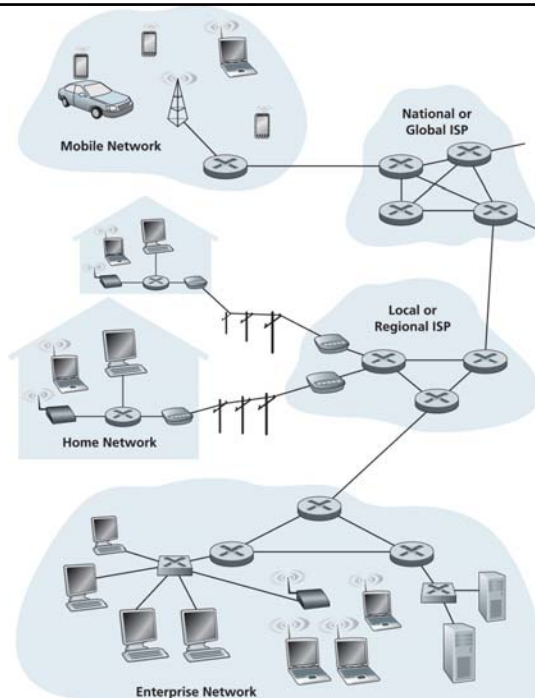 Mobile Network
National or
Global ISP
Local or
Regional ISP
Home Network
Enterprise Network